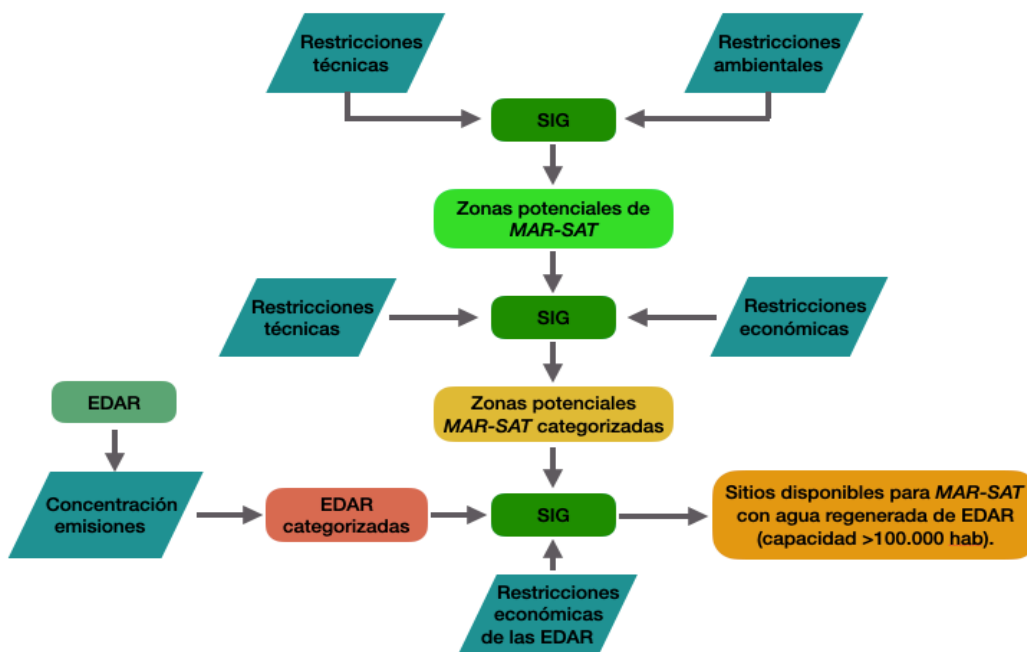 Restricciones
técnicas
Restricciones
ambientales
SIG
Zonas potenciales de
MAR-SAT
Restricciones
técnicas
SIG
Restricciones
económicas
EDAR
Zonas potenciales
MAR-SAT categorizadas
Concentración
emisiones
EDAR
categorizadas
SIG
Sitios disponibles para MAR-SAT
con agua regenerada de EDAR
(capacidad >100.000 hab).
Restricciones
económicas
de las EDAR